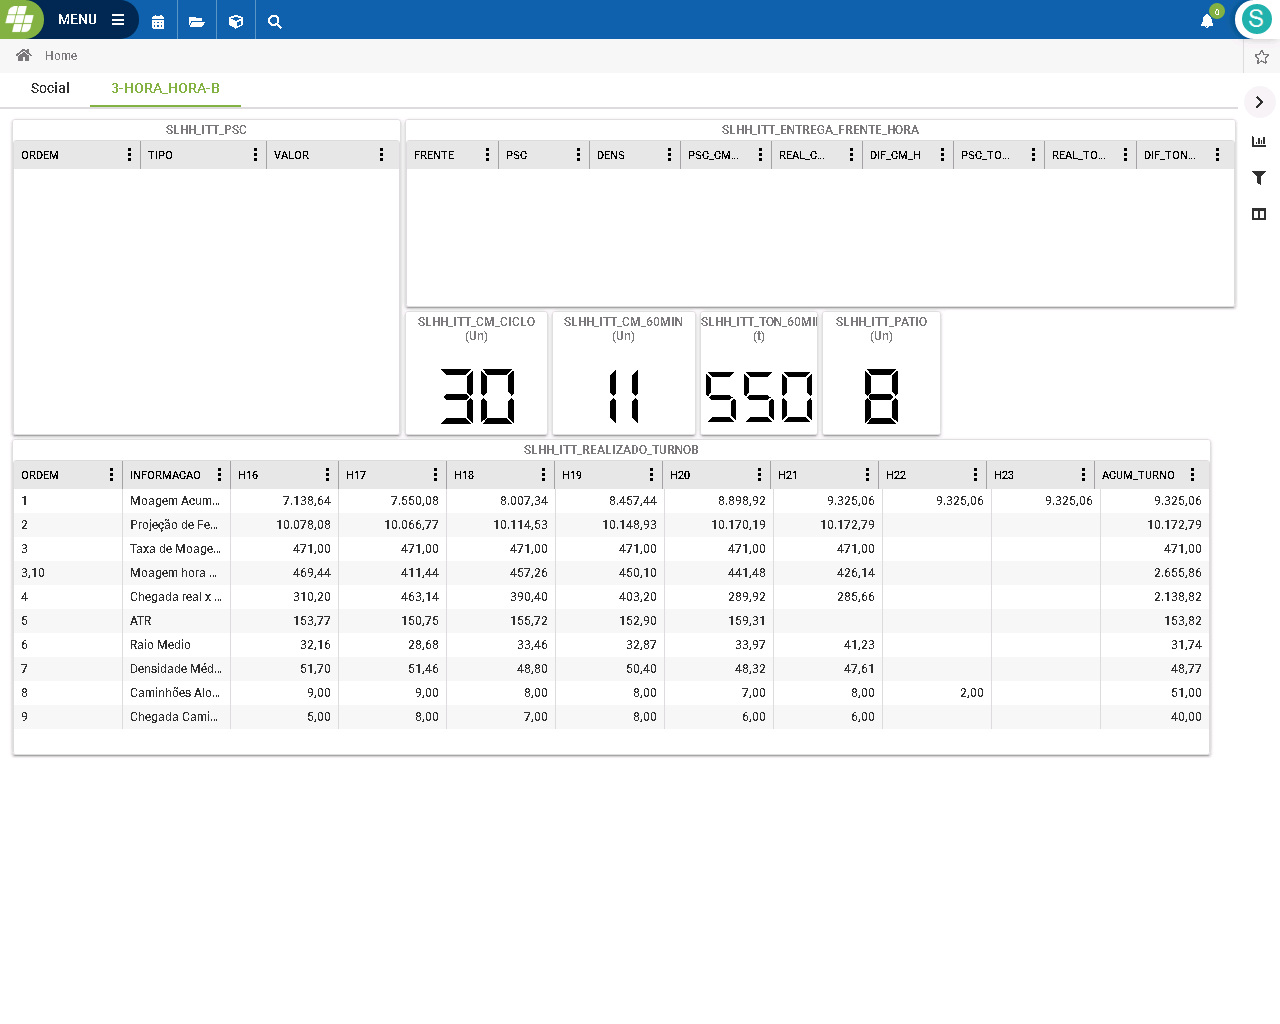 MENU
0
S
Home
Social 3-HORA_HORA-B
SLHH_ITT_PSC
ORDEM TIPO VALOR
SLHH_ITT_ENTREGA_FRENTE_HORA
FRENTE PSC DENS PSC_CM... REAL_C... DIF_CM_H PSC_TO... REAL_TO... DIF_TON...
SLHH_ITT_CM_CICLO
(Un)
30
SLHH_ITT_CM_60MIN
(Un)
11
SLHH_ITT_TON_60MI
(t)
550
SLHH_ITT_PATIO
(Un)
8
SLHH_ITT_REALIZADO_TURNOB
ORDEM INFORMACAO H16 H17 H18 H19 H20 H21 H22 H23 ACUM_TURNO
1 Moagem Acum... 7.138,64 7.550,08 8.007,34 8.457,44 8.898,92 9.325,06 9.325,06 9.325,06 9.325,06
2 Projeção de Fe... 10.078,08 10.066,77 10.114,53 10.148,93 10.170,19 10.172,79 10.172,79
3 Taxa de Moage... 471,00 471,00 471,00 471,00 471,00 471,00 471,00
3,10 Moagem hora ... 469,44 411,44 457,26 450,10 441,48 426,14 2.655,86
4 Chegada real x ... 310,20 463,14 390,40 403,20 289,92 285,66 2.138,82
5 ATR 153,77 150,75 155,72 152,90 159,31 153,82
6 Raio Medio 32,16 28,68 33,46 32,87 33,97 41,23 31,74
7 Densidade Méd... 51,70 51,46 48,80 50,40 48,32 47,61 48,77
8 Caminhões Alo... 9,00 9,00 8,00 8,00 7,00 8,00 2,00 51,00
9 Chegada Cami... 5,00 8,00 7,00 8,00 6,00 6,00 40,00